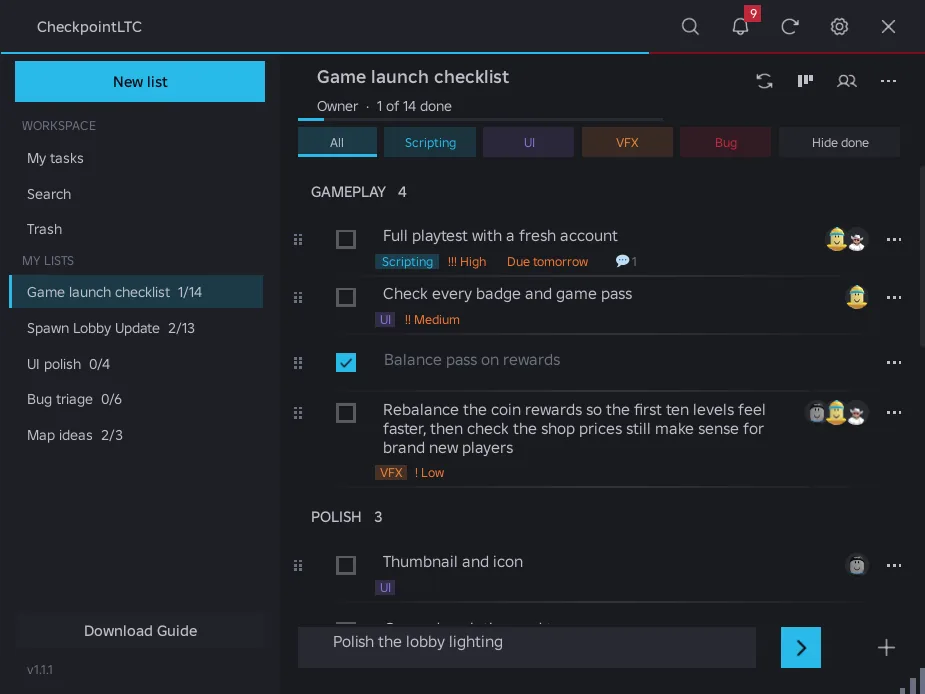 CheckpointLTC
9
New list
WORKSPACE
My tasks
Search
Trash
MY LISTS
Game launch checklist 1/14
Spawn Lobby Update 2/13
UI polish 0/4
Bug triage 0/6
Map ideas 2/3
Download Guide
v1.1.1
Game launch checklist
Owner · 1 of 14 done
All Scripting UI VFX Bug Hide done
GAMEPLAY 4
Full playtest with a fresh account
Scripting !!! High Due tomorrow 💬1
Check every badge and game pass
UI !! Medium
Balance pass on rewards
Rebalance the coin rewards so the first ten levels feel
faster, then check the shop prices still make sense for
brand new players
VFX ! Low
POLISH 3
Thumbnail and icon
UI
Polish the lobby lighting